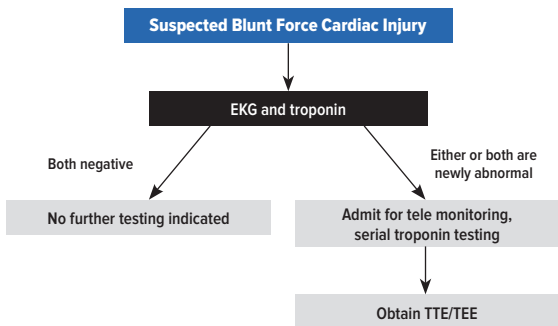 Suspected Blunt Force Cardiac Injury
EKG and troponin
Both negative
Either or both are
newly abnormal
No further testing indicated
Admit for tele monitoring,
serial troponin testing
Obtain TTE/TEE